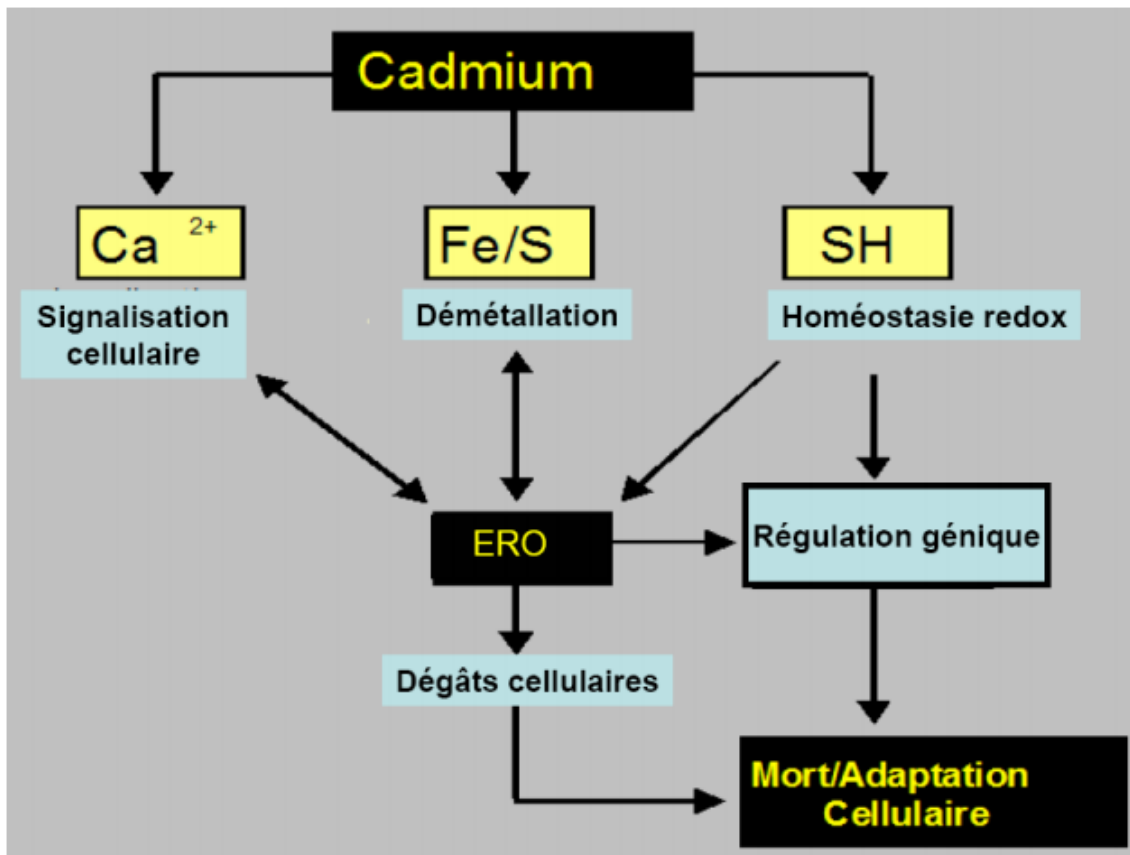 Cadmium
Ca 2+
Fe/S
SH
Signalisation
cellulaire
Démétallation
Homéostasie redox
ERO
Régulation génique
Dégâts cellulaires
Mort/Adaptation
Cellulaire